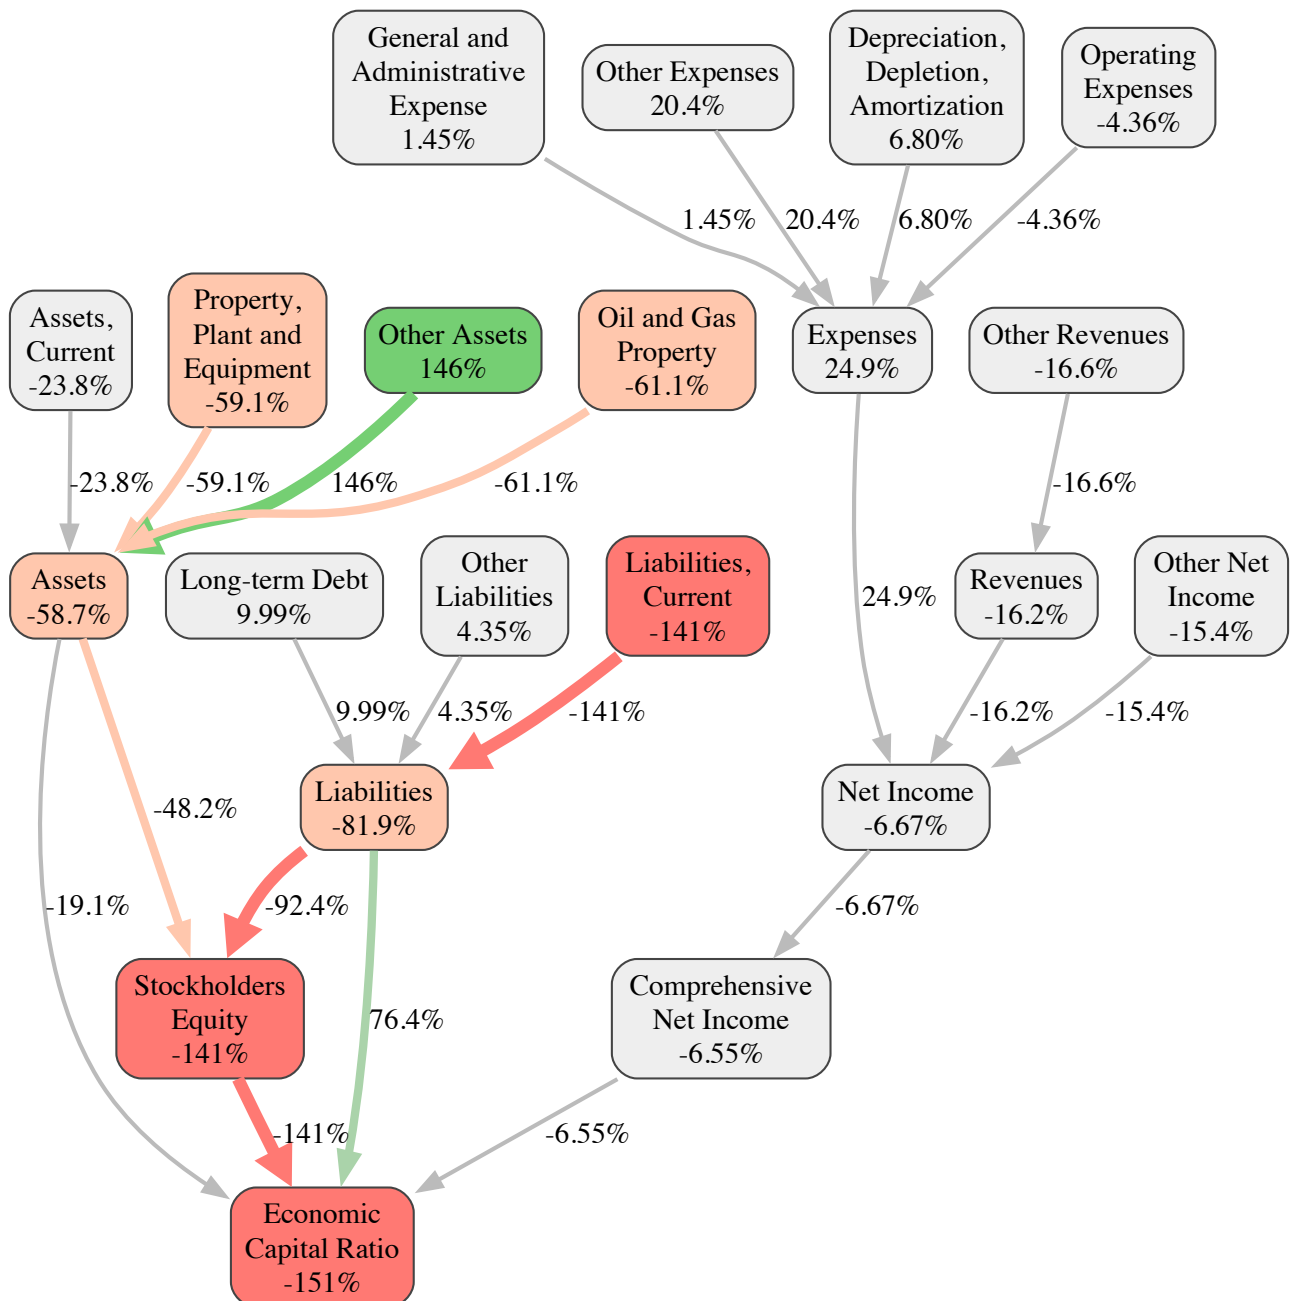 General and
Administrative
Expense
1.45%
Other Expenses
20.4%
Depreciation,
Depletion,
Amortization
6.80%
Operating
Expenses
-4.36%
1.45%
20.4%
6.80%
-4.36%
Assets,
Current
-23.8%
Property,
Plant and
Equipment
-59.1%
Other Assets
146%
Oil and Gas
Property
-61.1%
Expenses
24.9%
Other Revenues
-16.6%
-23.8%
-59.1%
146%
-61.1%
-16.6%
Assets
-58.7%
Long-term Debt
9.99%
Other
Liabilities
4.35%
Liabilities,
Current
-141%
24.9%
Revenues
-16.2%
Other Net
Income
-15.4%
9.99%
4.35%
-141%
-16.2%
-15.4%
-48.2%
Liabilities
-81.9%
Net Income
-6.67%
-19.1%
-92.4%
-6.67%
Stockholders
Equity
-141%
76.4%
Comprehensive
Net Income
-6.55%
-141%
-6.55%
Economic
Capital Ratio
-151%